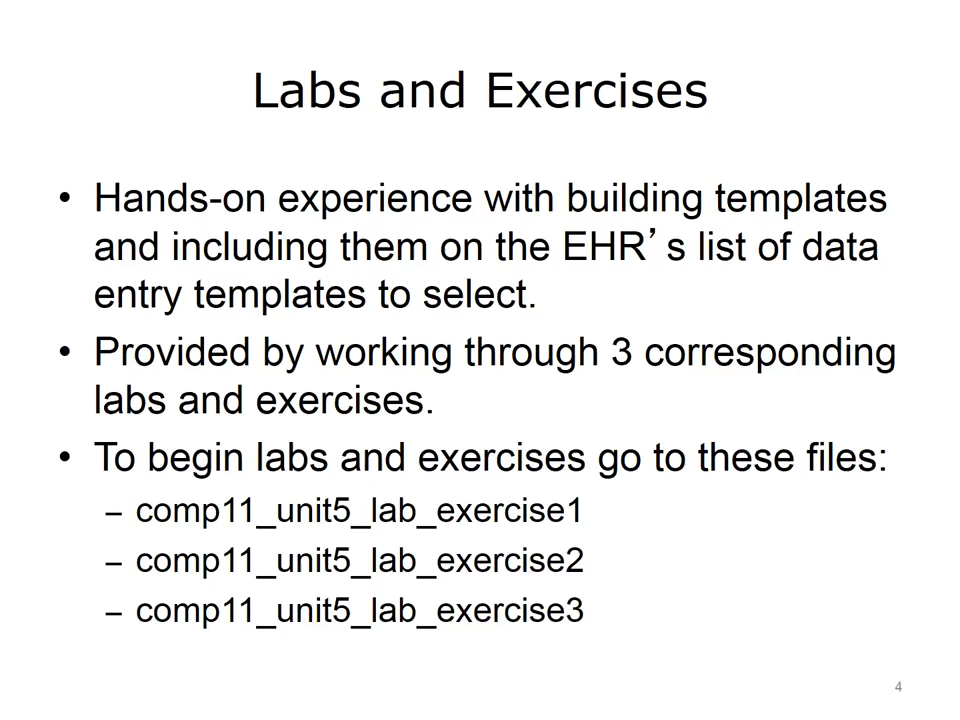 Labs and Exercises
• Hands-on experience with building templates
and including them on the EHR’s list of data
entry templates to select.
• Provided by working through 3 corresponding
labs and exercises.
• To begin labs and exercises go to these files:
– comp11_unit5_lab_exercise1
– comp11_unit5_lab_exercise2
– comp11_unit5_lab_exercise3
4